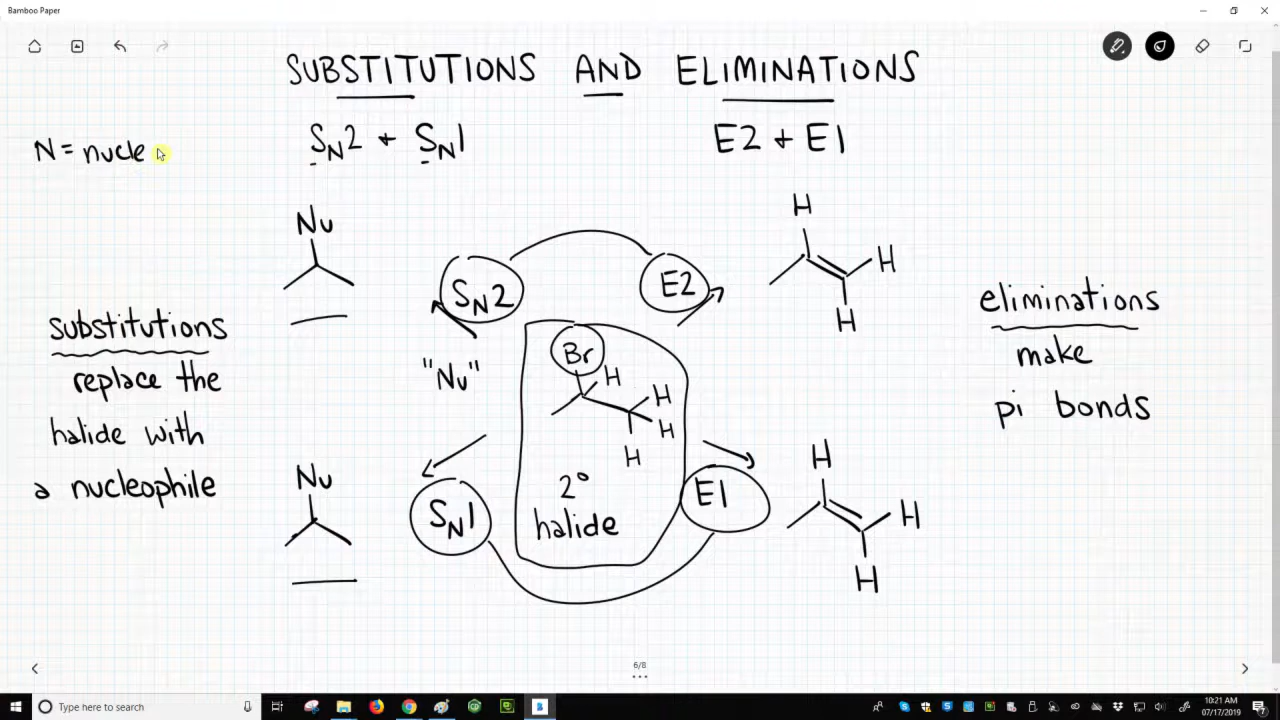 Bamboo Paper
SUBSTITUTIONS AND ELIMINATIONS
SN2 + SN1
E2 + E1
N = nucle
Nu
H
H
H
SN2
E2
substitutions
replace the
halide with
a nucleophile
"Nu"
Br
H
H
H
H
2°
halide
eliminations
make
pi bonds
Nu
SN1
E1
H
H
H
6/8
Type here to search
10:21 AM
07/17/2019